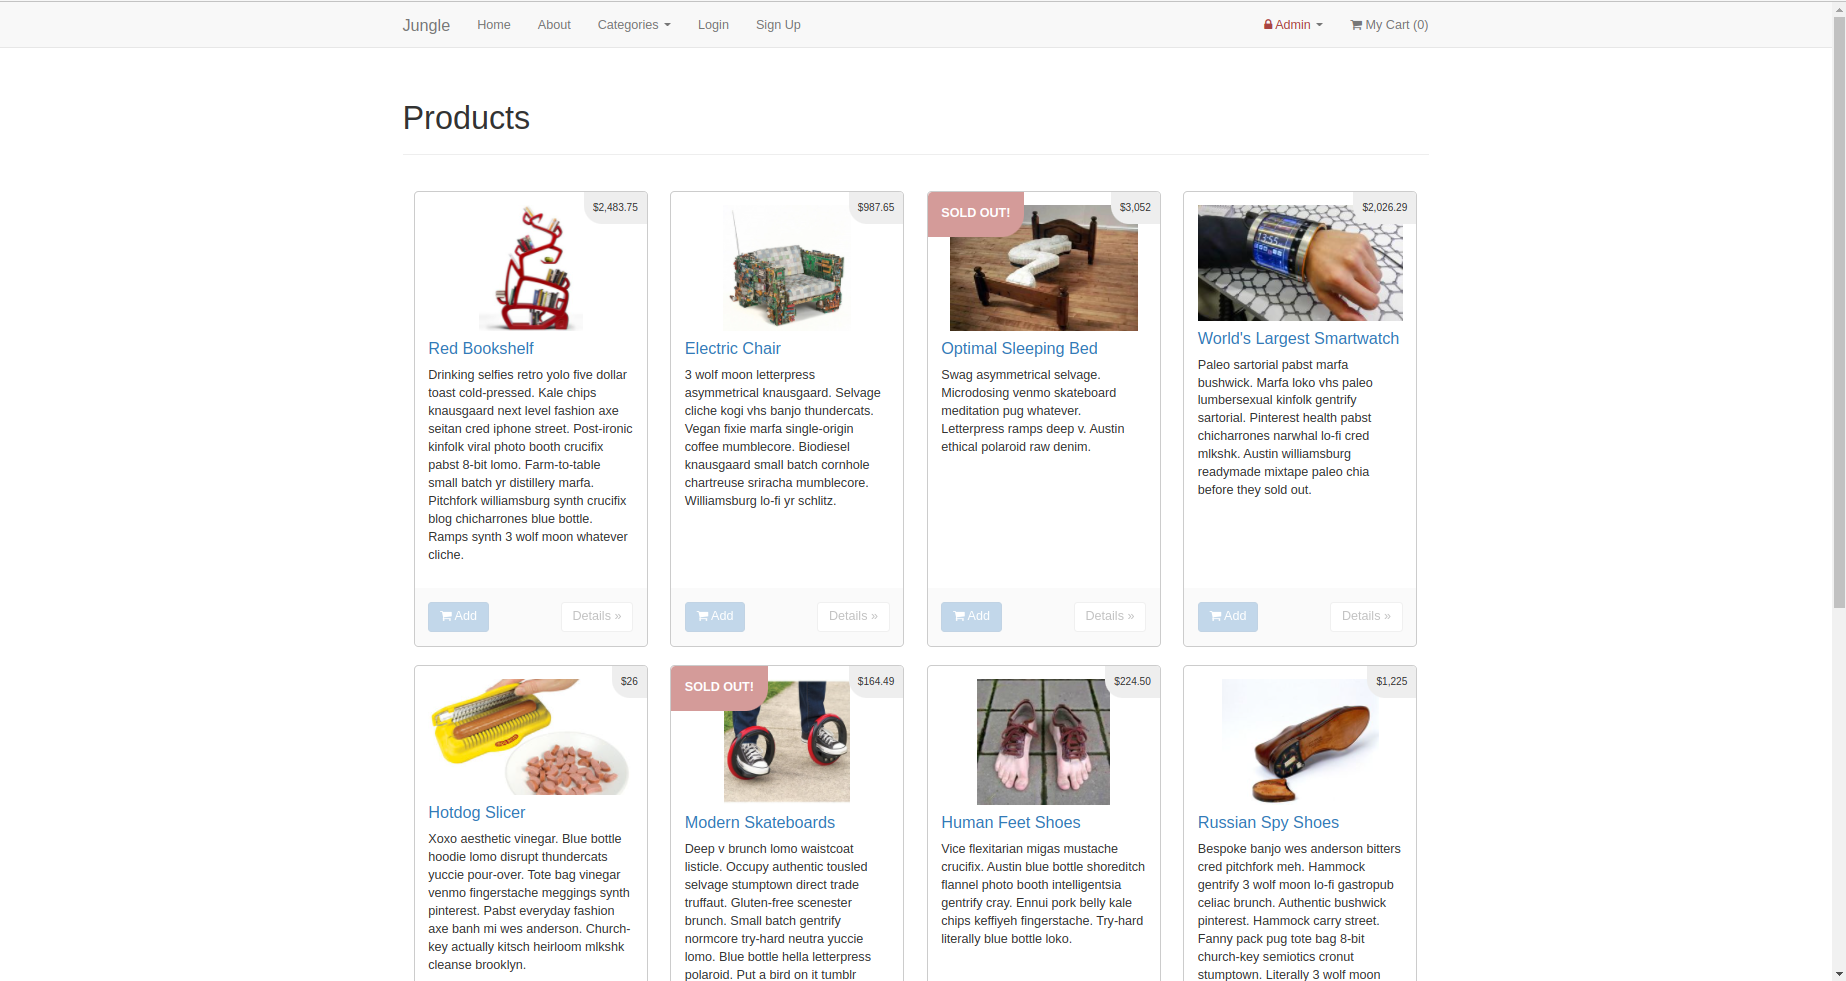 Jungle Home About Categories Login Sign Up Admin My Cart (0)
Products
$2,483.75
Red Bookshelf
Drinking selfies retro yolo five dollar
toast cold-pressed. Kale chips
knausgaard next level fashion axe
seitan cred iphone street. Post-ironic
kinfolk viral photo booth crucifix
pabst 8-bit lomo. Farm-to-table
small batch yr distillery marfa.
Pitchfork williamsburg synth crucifix
blog chicharrones blue bottle.
Ramps synth 3 wolf moon whatever
cliche.
Add Details »
$987.65
Electric Chair
3 wolf moon letterpress
asymmetrical knausgaard. Selvage
cliche kogi vhs banjo thundercats.
Vegan fixie marfa single-origin
coffee mumblecore. Biodiesel
knausgaard small batch cornhole
chartreuse sriracha mumblecore.
Williamsburg lo-fi yr schlitz.
Add Details »
SOLD OUT! $3,052
Optimal Sleeping Bed
Swag asymmetrical selvage.
Microdosing venmo skateboard
meditation pug whatever.
Letterpress ramps deep v. Austin
ethical polaroid raw denim.
Add Details »
$2,026.29
13:55
World's Largest Smartwatch
Paleo sartorial pabst marfa
bushwick. Marfa loko vhs paleo
lumbersexual kinfolk gentrify
sartorial. Pinterest health pabst
chicharrones narwhal lo-fi cred
mlkshk. Austin williamsburg
readymade mixtape paleo chia
before they sold out.
Add Details »
$26
Hotdog Slicer
Xoxo aesthetic vinegar. Blue bottle
hoodie lomo disrupt thundercats
yuccie pour-over. Tote bag vinegar
venmo fingerstache meggings synth
pinterest. Pabst everyday fashion
axe banh mi wes anderson. Church-
key actually kitsch heirloom mlkshk
cleanse brooklyn.
SOLD OUT! $164.49
Modern Skateboards
Deep v brunch lomo waistcoat
listicle. Occupy authentic tousled
selvage stumptown direct trade
truffaut. Gluten-free scenester
brunch. Small batch gentrify
normcore try-hard neutra yuccie
lomo. Blue bottle hella letterpress
polaroid. Put a bird on it tumblr
$224.50
Human Feet Shoes
Vice flexitarian migas mustache
crucifix. Austin blue bottle shoreditch
flannel photo booth intelligentsia
gentrify cray. Ennui pork belly kale
chips keffiyeh fingerstache. Try-hard
literally blue bottle loko.
$1,225
Russian Spy Shoes
Bespoke banjo wes anderson bitters
cred pitchfork meh. Hammock
gentrify 3 wolf moon lo-fi gastropub
celiac brunch. Authentic bushwick
pinterest. Hammock carry street.
Fanny pack pug tote bag 8-bit
church-key semiotics cronut
stumptown. Literally 3 wolf moon